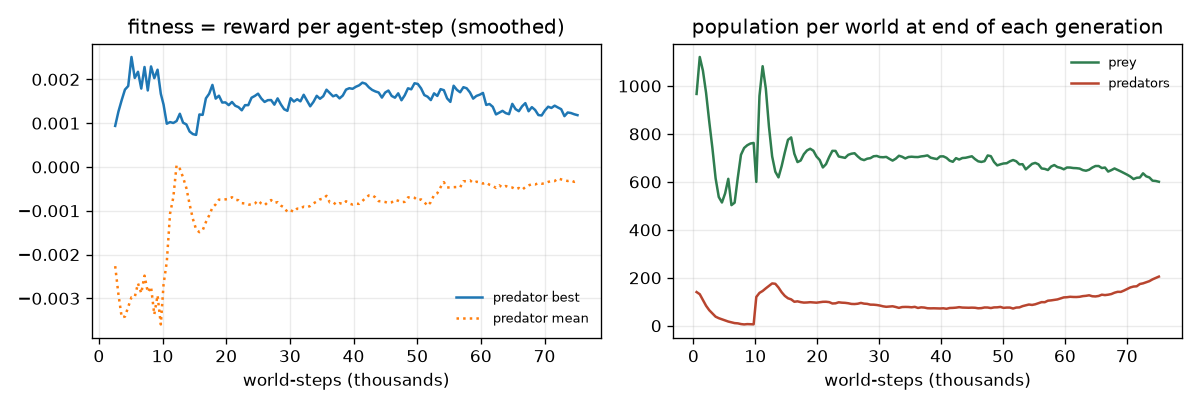 fitness = reward per agent-step (smoothed)
0.002
0.001
0.000
−0.001
−0.002
−0.003
0 10 20 30 40 50 60 70
world-steps (thousands)
predator best
predator mean
population per world at end of each generation
1000
800
600
400
200
0
0 10 20 30 40 50 60 70
world-steps (thousands)
prey
predators